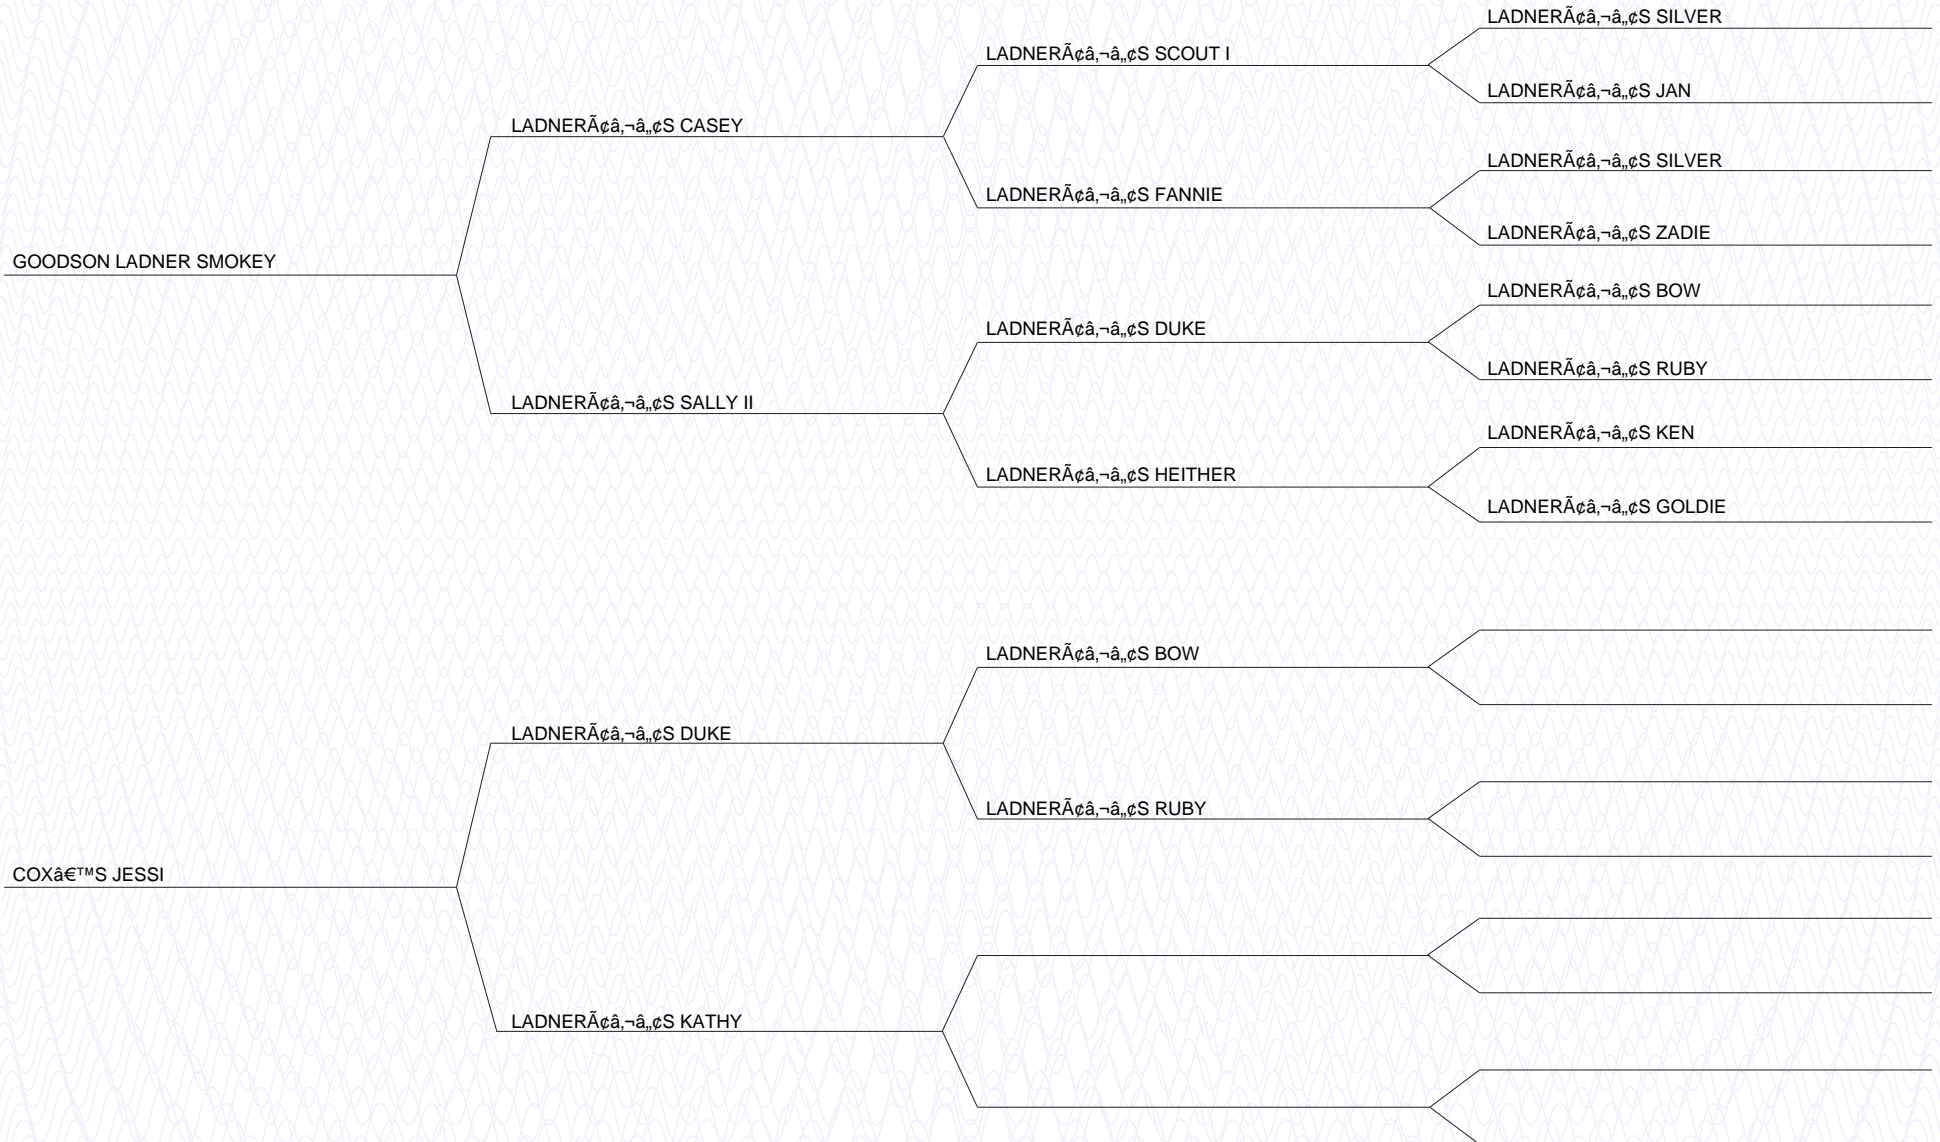 LADNERÃ¢â‚¬â„¢S SILVER
LADNERÃ¢â‚¬â„¢S SCOUT I
LADNERÃ¢â‚¬â„¢S JAN
LADNERÃ¢â‚¬â„¢S CASEY
LADNERÃ¢â‚¬â„¢S SILVER
LADNERÃ¢â‚¬â„¢S FANNIE
LADNERÃ¢â‚¬â„¢S ZADIE
GOODSON LADNER SMOKEY
LADNERÃ¢â‚¬â„¢S BOW
LADNERÃ¢â‚¬â„¢S DUKE
LADNERÃ¢â‚¬â„¢S RUBY
LADNERÃ¢â‚¬â„¢S SALLY II
LADNERÃ¢â‚¬â„¢S KEN
LADNERÃ¢â‚¬â„¢S HEITHER
LADNERÃ¢â‚¬â„¢S GOLDIE
LADNERÃ¢â‚¬â„¢S BOW
LADNERÃ¢â‚¬â„¢S DUKE
LADNERÃ¢â‚¬â„¢S RUBY
COXâ€™S JESSI
LADNERÃ¢â‚¬â„¢S KATHY